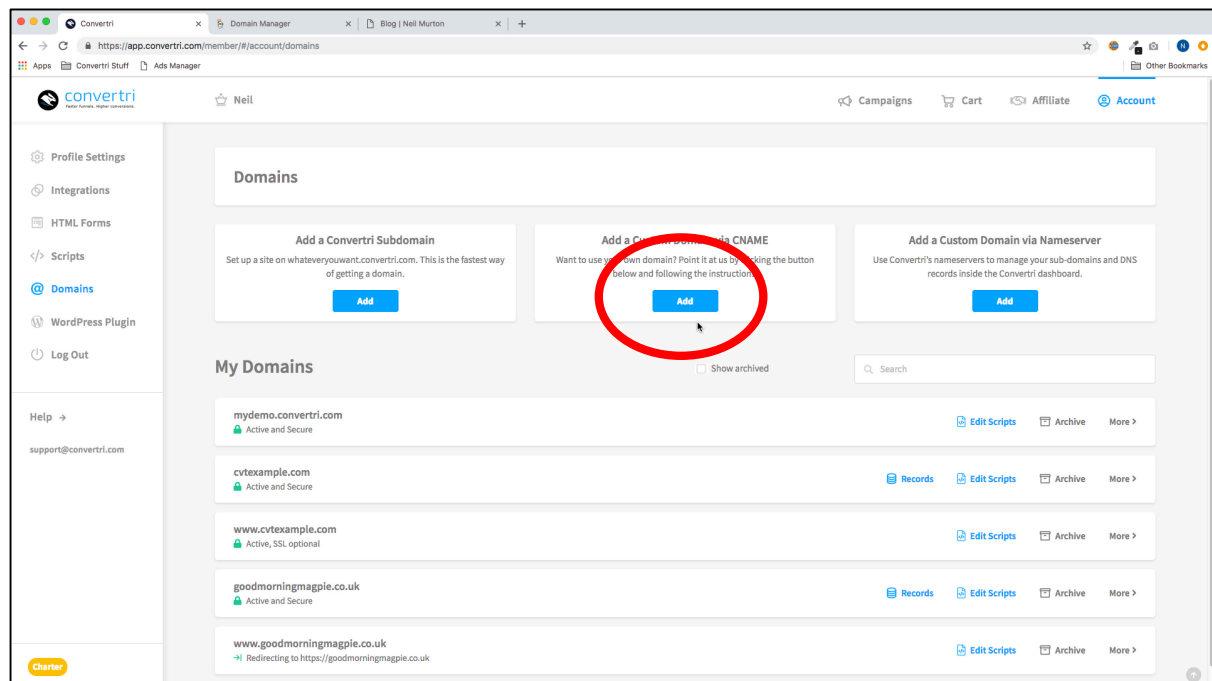 Convertri
Domain Manager
Blog | Neil Murton
https://app.convertri.com/member/#/account/domains
Apps
Convertri Stuff
Ads Manager
Other Bookmarks
convertri
Faster funnels. Higher conversions.
Neil
Campaigns
Cart
Affiliate
Account
Profile Settings
Integrations
HTML Forms
Scripts
Domains
WordPress Plugin
Log Out
Help
support@convertri.com
Charter
Domains
Add a Convertri Subdomain
Set up a site on whateveryouwant.convertri.com. This is the fastest way
of getting a domain.
Add
Add a Custom Domain via CNAME
Want to use your own domain? Point it at us by clicking the button
below and following the instructions.
Add
Add a Custom Domain via Nameserver
Use Convertri's nameservers to manage your sub-domains and DNS
records inside the Convertri dashboard.
Add
My Domains
Show archived
Search
mydemo.convertri.com
Active and Secure
Edit Scripts
Archive
More >
cvtexample.com
Active and Secure
Records
Edit Scripts
Archive
More >
www.cvtexample.com
Active, SSL optional
Edit Scripts
Archive
More >
goodmorningmagpie.co.uk
Active and Secure
Records
Edit Scripts
Archive
More >
www.goodmorningmagpie.co.uk
Redirecting to https://goodmorningmagpie.co.uk
Edit Scripts
Archive
More >